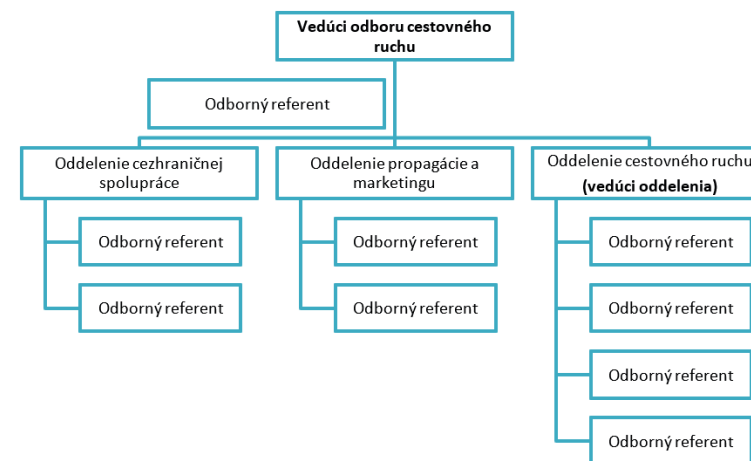 Vedúci odboru cestovného
ruchu
Odborný referent
Oddelenie cezhraničnej
spolupráce
Oddelenie propagácie a
marketingu
Oddelenie cestovného ruchu
(vedúci oddelenia)
Odborný referent
Odborný referent
Odborný referent
Odborný referent
Odborný referent
Odborný referent
Odborný referent
Odborný referent